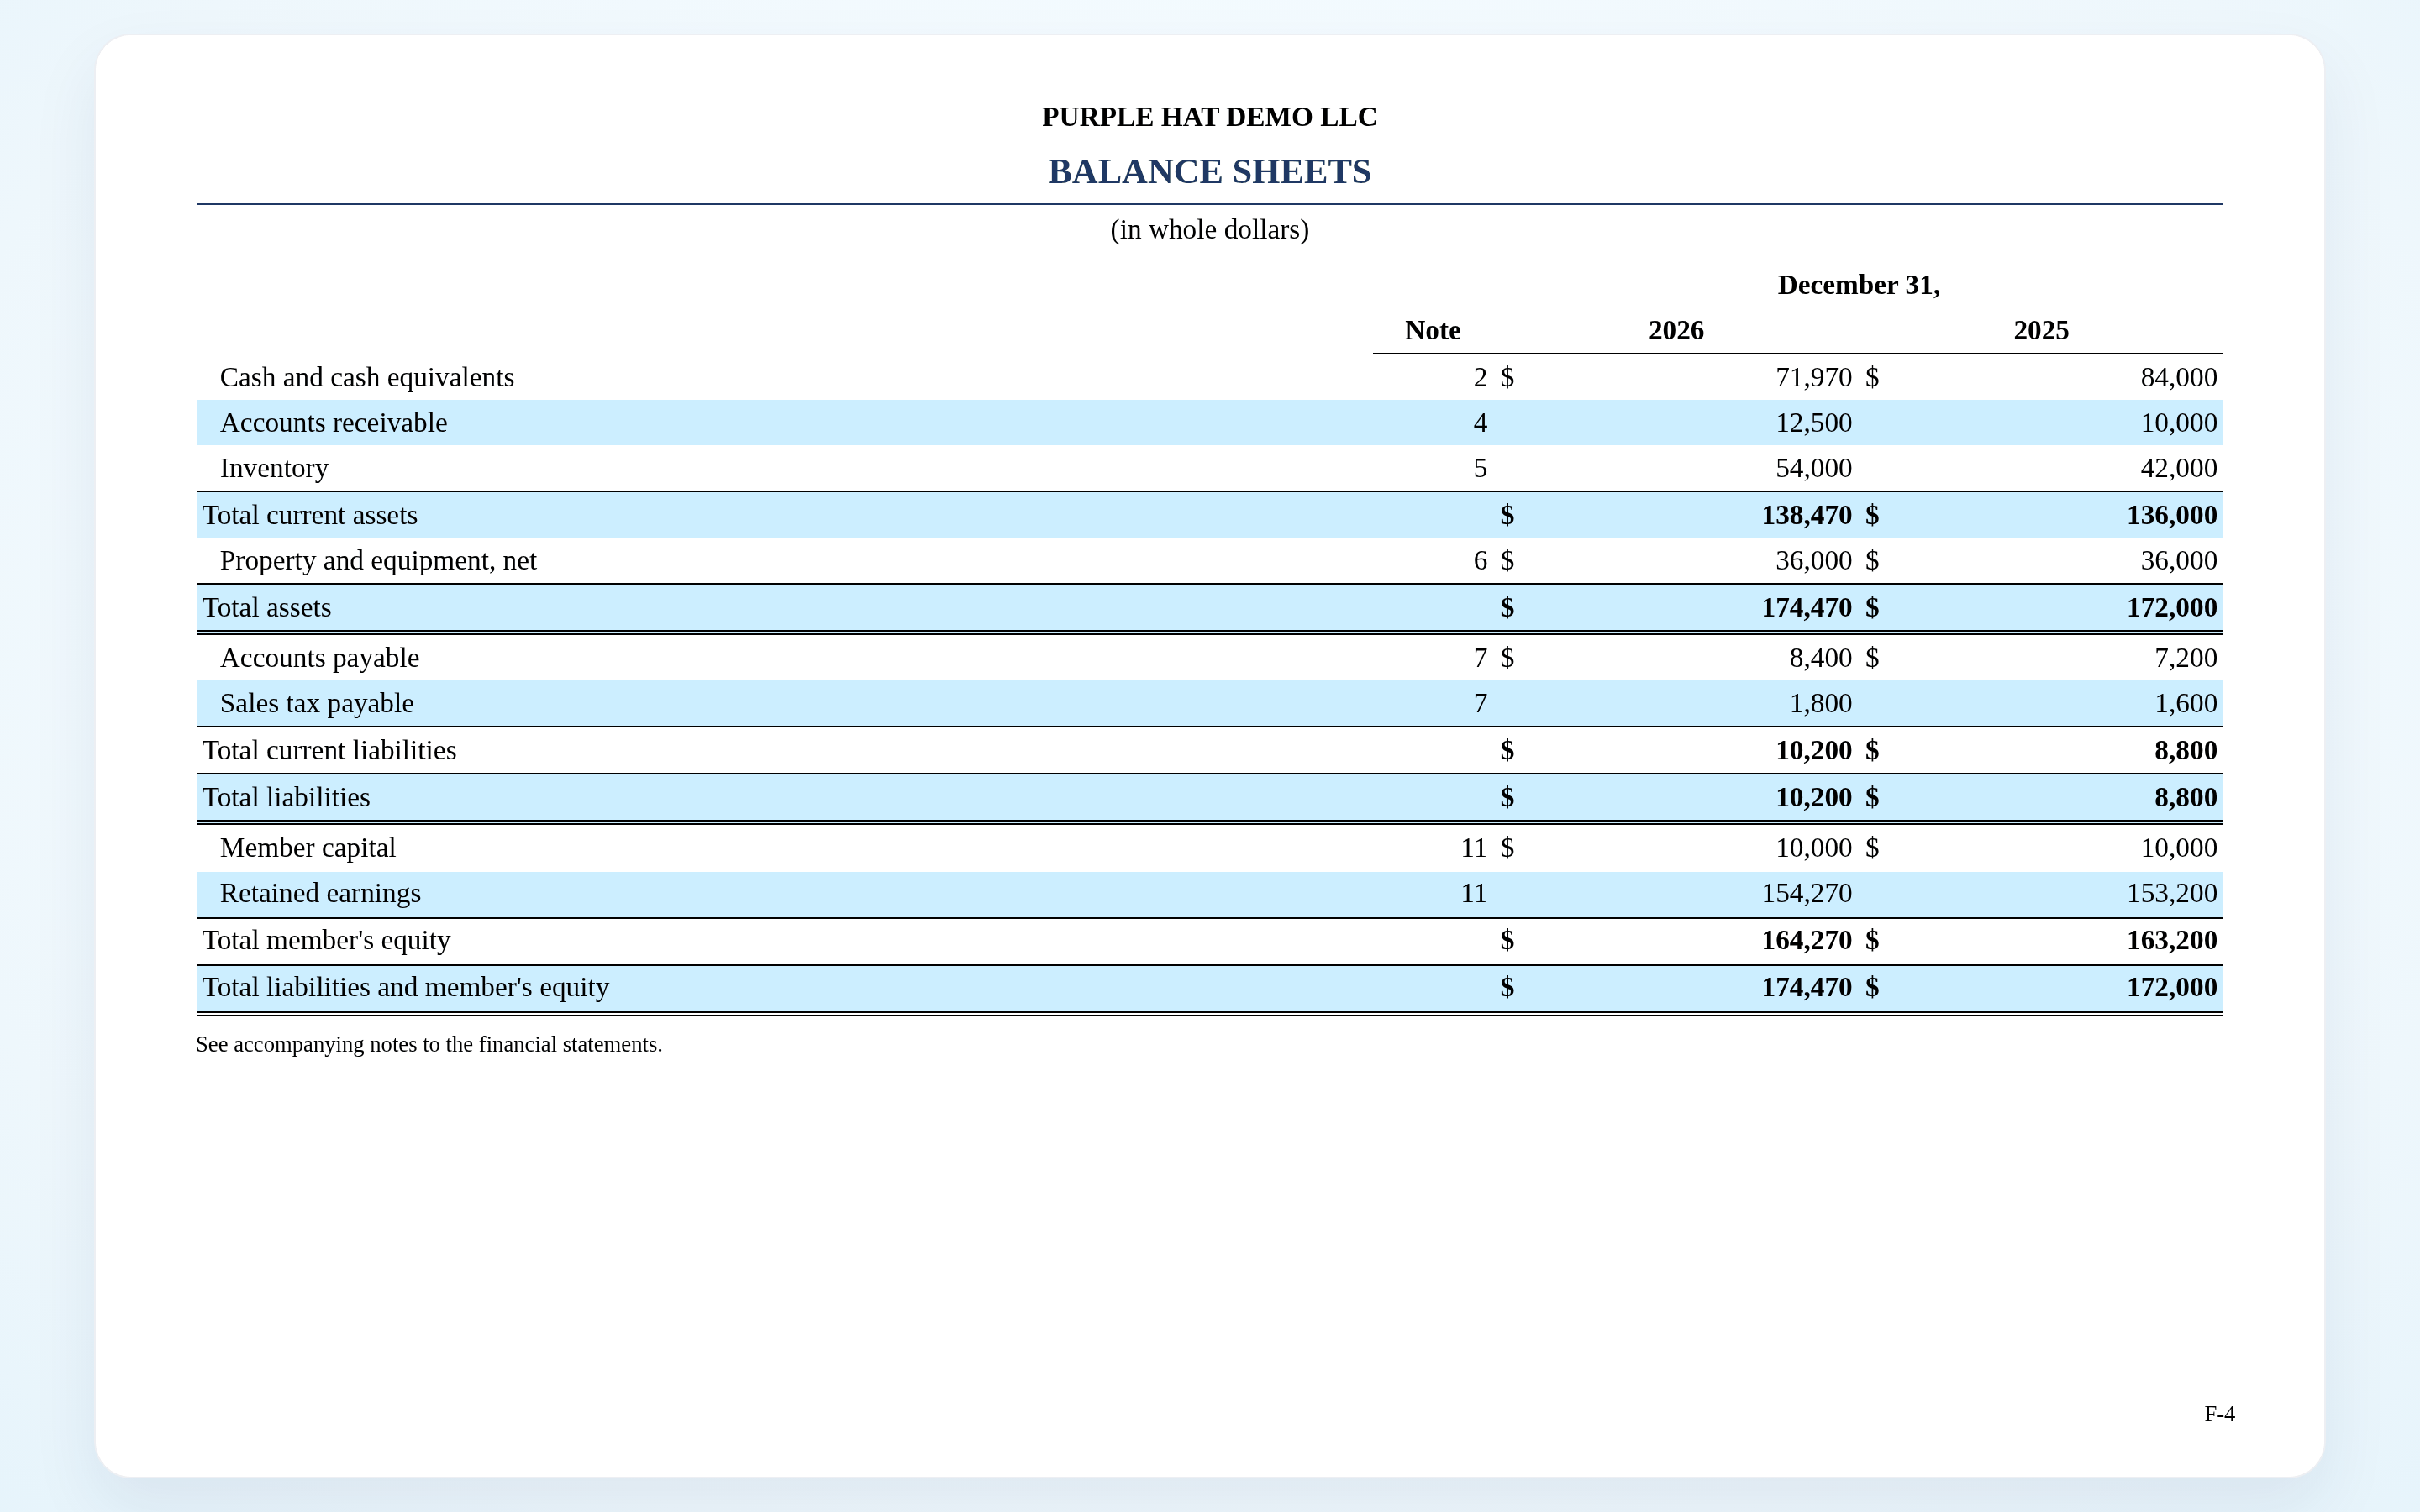 PURPLE HAT DEMO LLC
BALANCE SHEETS
(in whole dollars)
December 31,
Note 2026 2025
Cash and cash equivalents 2 $ 71,970 $ 84,000
Accounts receivable 4 12,500 10,000
Inventory 5 54,000 42,000
Total current assets $ 138,470 $ 136,000
Property and equipment, net 6 $ 36,000 $ 36,000
Total assets $ 174,470 $ 172,000
Accounts payable 7 $ 8,400 $ 7,200
Sales tax payable 7 1,800 1,600
Total current liabilities $ 10,200 $ 8,800
Total liabilities $ 10,200 $ 8,800
Member capital 11 $ 10,000 $ 10,000
Retained earnings 11 154,270 153,200
Total member's equity $ 164,270 $ 163,200
Total liabilities and member's equity $ 174,470 $ 172,000
See accompanying notes to the financial statements.
F-4